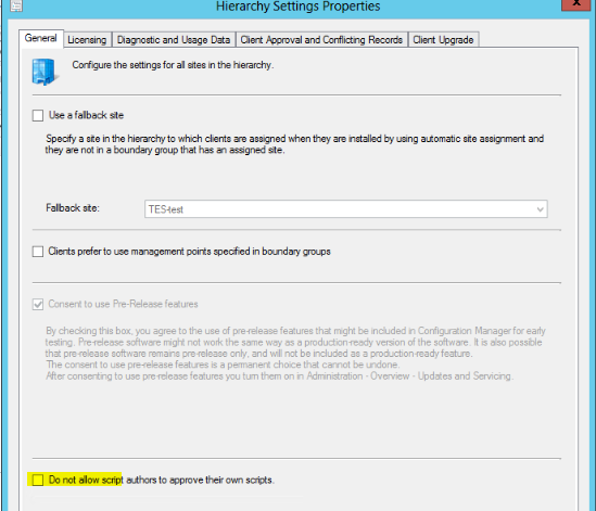 Hierarchy Settings Properties
x
General Licensing Diagnostic and Usage Data Client Approval and Conflicting Records Client Upgrade
Configure the settings for all sites in the hierarchy.
Use a fallback site
Specify a site in the hierarchy to which clients are assigned when they are installed by using automatic site assignment and
they are not in a boundary group that has an assigned site.
Fallback site: TES-test
Clients prefer to use management points specified in boundary groups
Consent to use Pre-Release features
By checking this box, you agree to the use of pre-release features that might be included in Configuration Manager for early
testing. Pre-release software might not work the same way as a production-ready version of the software. It is also possible
that pre-release software remains pre-release only, and will not be included as a production-ready feature.
The consent to use pre-release features is a permanent choice that cannot be undone.
After consenting to use pre-release features you turn them on in Administration - Overview - Updates and Servicing.
Do not allow script authors to approve their own scripts.